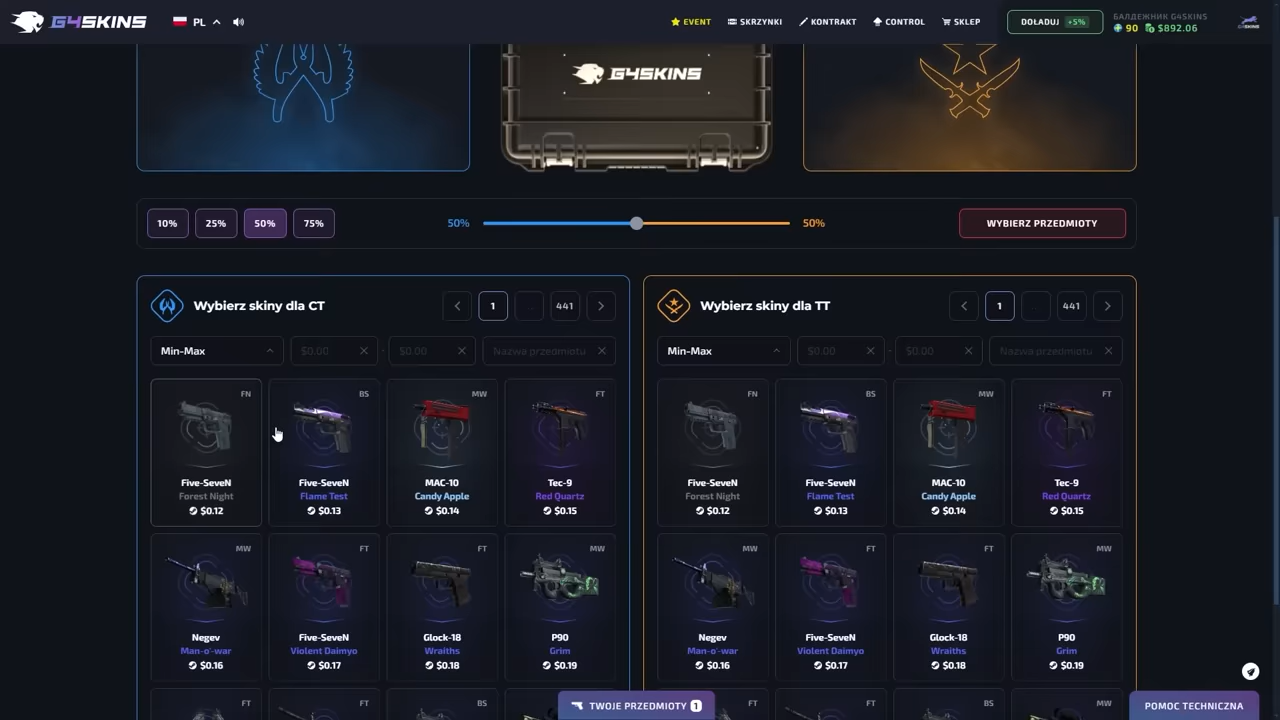 G4SKINS
PL
EVENT
SKRZYNKI
KONTRAKT
CONTROL
SKLEP
DOŁADUJ +5%
БАЛДЕЖНИК G4SKINS
90 $892.06
G4SKINS
10% 25% 50% 75%
50% 50%
WYBIERZ PRZEDMIOTY
Wybierz skiny dla CT
1 ... 441
Min-Max $0.00 - $0.00 Nazwa przedmiotu
FN BS MW FT
Five-SeveN Five-SeveN MAC-10 Tec-9
Forest Night Flame Test Candy Apple Red Quartz
$0.12 $0.13 $0.14 $0.15
MW FT FT MW
Negev Five-SeveN Glock-18 P90
Man-o'-war Violent Daimyo Wraiths Grim
$0.16 $0.17 $0.18 $0.19
FT FT BS
Wybierz skiny dla TT
1 ... 441
Min-Max $0.00 - $0.00 Nazwa przedmiotu
FN BS MW FT
Five-SeveN Five-SeveN MAC-10 Tec-9
Forest Night Flame Test Candy Apple Red Quartz
$0.12 $0.13 $0.14 $0.15
MW FT FT MW
Negev Five-SeveN Glock-18 P90
Man-o'-war Violent Daimyo Wraiths Grim
$0.16 $0.17 $0.18 $0.19
FT FT BS MW
TWOJE PRZEDMIOTY 1
POMOC TECHNICZNA